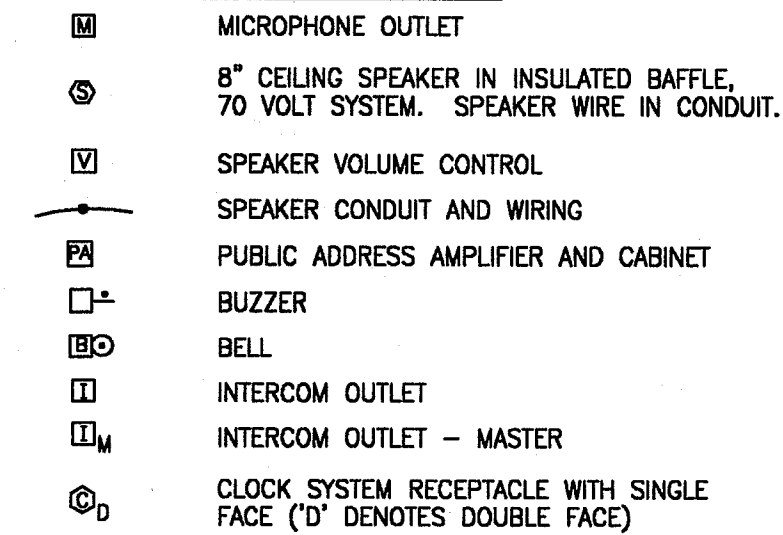 M MICROPHONE OUTLET
S 8" CEILING SPEAKER IN INSULATED BAFFLE,
70 VOLT SYSTEM. SPEAKER WIRE IN CONDUIT.
V SPEAKER VOLUME CONTROL
SPEAKER CONDUIT AND WIRING
PA PUBLIC ADDRESS AMPLIFIER AND CABINET
BUZZER
B BELL
I INTERCOM OUTLET
I M INTERCOM OUTLET – MASTER
C D CLOCK SYSTEM RECEPTACLE WITH SINGLE
FACE ('D' DENOTES DOUBLE FACE)